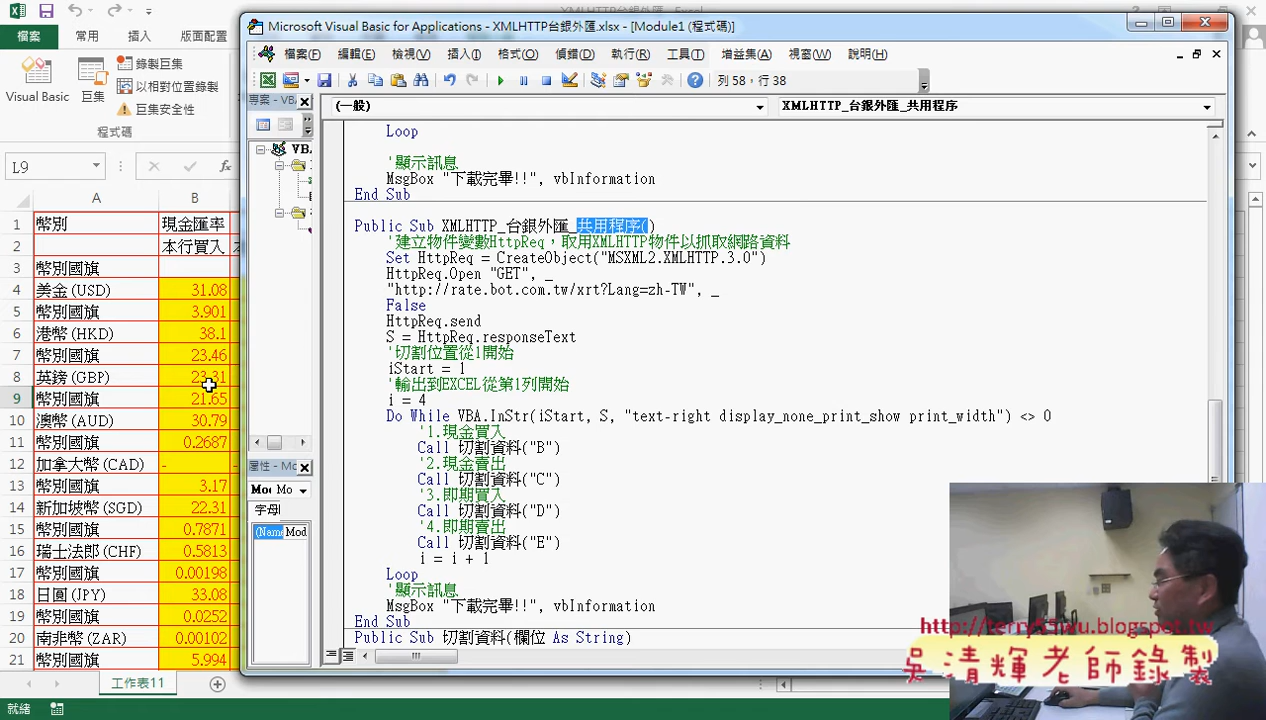 XMLHTTP台銀外匯.xlsx - Excel
Microsoft Visual Basic for Applications - XMLHTTP台銀外匯.xlsx - [Module1 (程式碼)]
檔案 常用 插入 版面配置
檔案(F) 編輯(E) 檢視(V) 插入(I) 格式(O) 偵錯(D) 執行(R) 工具(T) 增益集(A) 視窗(W) 說明(H)
Visual Basic
巨集
錄製巨集
以相對位置錄製
巨集安全性
程式碼
列 58，行 38
專案 - VBA
(一般)
XMLHTTP_台銀外匯_共用程序
L9
fx
A B
1 幣別 現金匯率
2 本行買入
3 幣別國旗
4 美金 (USD) 31.08
5 幣別國旗 3.901
6 港幣 (HKD) 38.1
7 幣別國旗 23.46
8 英鎊 (GBP) 23.31
9 幣別國旗 21.65
10 澳幣 (AUD) 30.79
11 幣別國旗 0.2687
12 加拿大幣 (CAD) -
13 幣別國旗 3.17
14 新加坡幣 (SGD) 22.31
15 幣別國旗 0.7871
16 瑞士法郎 (CHF) 0.5813
17 幣別國旗 0.00198
18 日圓 (JPY) 33.08
19 幣別國旗 0.0252
20 南非幣 (ZAR) 0.00102
21 幣別國旗 5.994
工作表11
就緒
VBA
屬性 - Mo
Mo Mo
字母
(Name Mod
Loop
'顯示訊息
MsgBox "下載完畢!!", vbInformation
End Sub
Public Sub XMLHTTP_台銀外匯_共用程序()
'建立物件變數HttpReq，取用XMLHTTP物件以抓取網路資料
Set HttpReq = CreateObject("MSXML2.XMLHTTP.3.0")
HttpReq.Open "GET", _
"http://rate.bot.com.tw/xrt?Lang=zh-TW", _
False
HttpReq.send
S = HttpReq.responseText
'切割位置從1開始
iStart = 1
'輸出到EXCEL從第1列開始
i = 4
Do While VBA.InStr(iStart, S, "text-right display_none_print_show print_width") <> 0
'1.現金買入
Call 切割資料("B")
'2.現金賣出
Call 切割資料("C")
'3.即期買入
Call 切割資料("D")
'4.即期賣出
Call 切割資料("E")
i = i + 1
Loop
'顯示訊息
MsgBox "下載完畢!!", vbInformation
End Sub
Public Sub 切割資料(欄位 As String)
http://terry55wu.blogspot.tw
吳清輝老師錄製